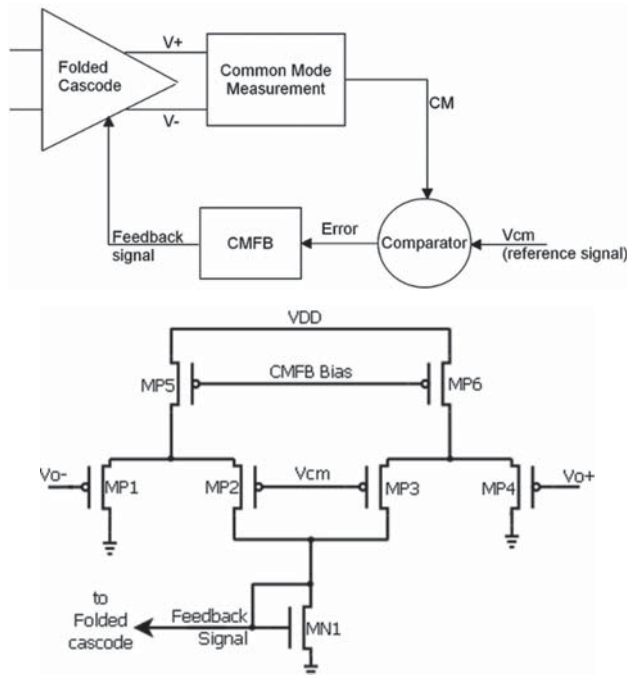 V+
Folded
Cascode
Common Mode
Measurement
V-
CM
Feedback
signal
CMFB
Error
Comparator
Vcm
(reference signal)
VDD
MP5
CMFB Bias
MP6
Vo-
MP1
MP2
Vcm
MP3
MP4
Vo+
to
Folded
cascode
Feedback
Signal
MN1